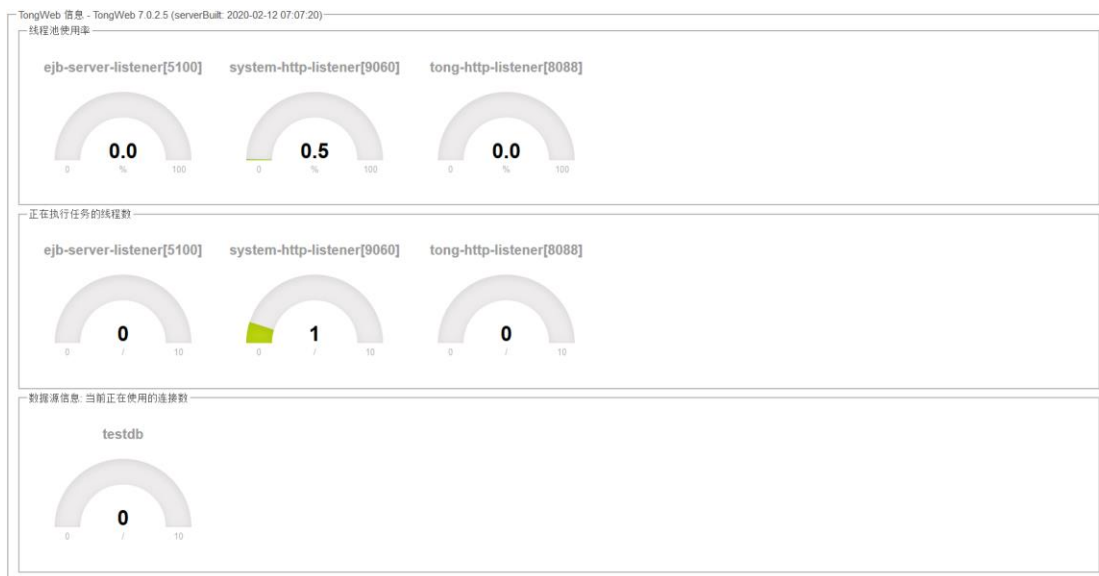 TongWeb 信息 - TongWeb 7.0.2.5 (serverBuilt: 2020-02-12 07:07:20)
线程池使用率
ejb-server-listener[5100] system-http-listener[9060] tong-http-listener[8088]
0.0 0.5 0.0
0 % 100 0 % 100 0 % 100
正在执行任务的线程数
ejb-server-listener[5100] system-http-listener[9060] tong-http-listener[8088]
0 1 0
0 / 10 0 / 10 0 / 10
数据源信息: 当前正在使用的连接数
testdb
0
0 / 10